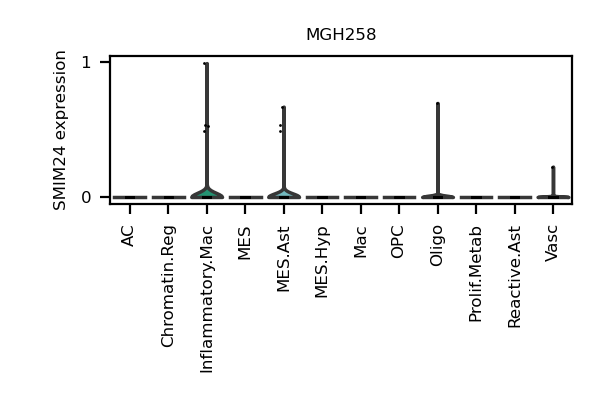 MGH258
SMIM24 expression
1
0
AC
Chromatin.Reg
Inflammatory.Mac
MES
MES.Ast
MES.Hyp
Mac
OPC
Oligo
Prolif.Metab
Reactive.Ast
Vasc